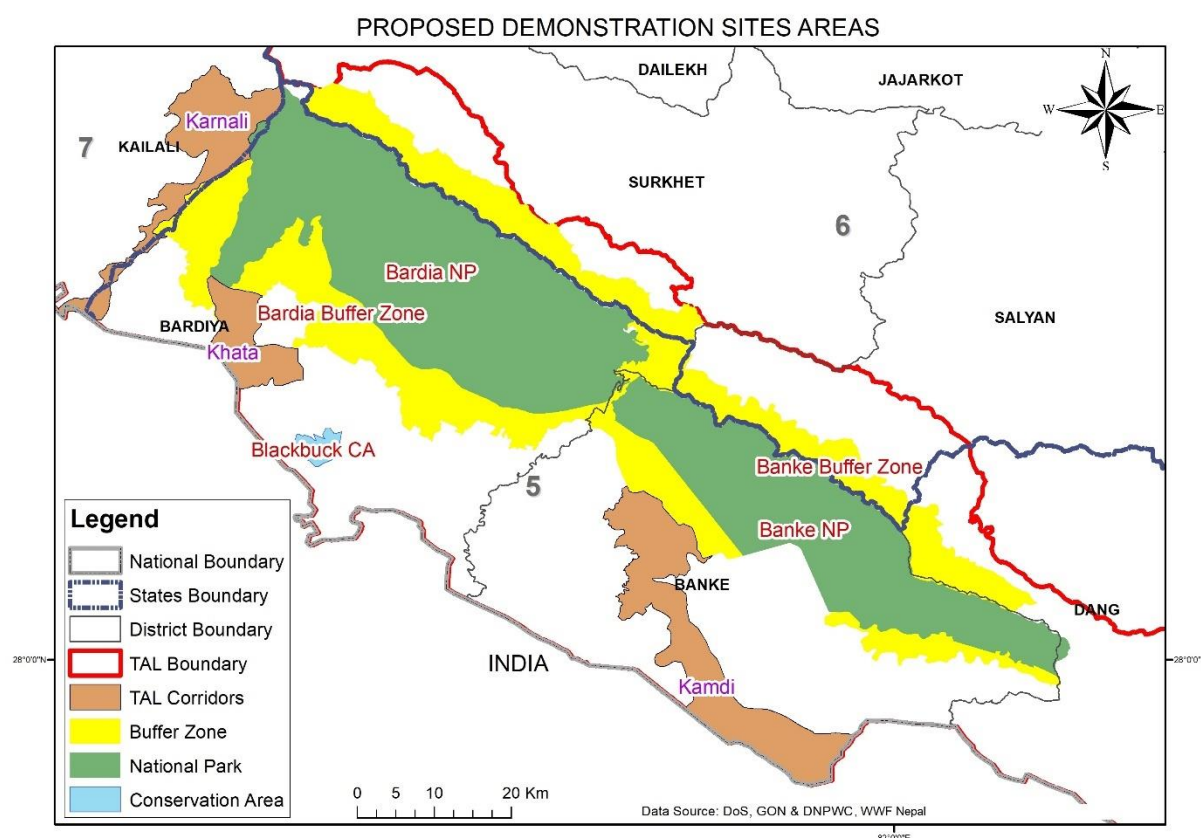 PROPOSED DEMONSTRATION SITES AREAS
DAILEKH
JAJARKOT
N
W
E
S
Karnali
7
KAILALI
SURKHET
6
Bardia NP
Bardia Buffer Zone
SALYAN
BARDIYA
Khata
Blackbuck CA
Banke Buffer Zone
5
Banke NP
BANKE
DANG
INDIA
Kamdi
28°0'0"N
28°0'0"
Legend
National Boundary
States Boundary
District Boundary
TAL Boundary
TAL Corridors
Buffer Zone
National Park
Conservation Area
0 5 10 20 Km
Data Source: DoS, GON & DNPWC, WWF Nepal